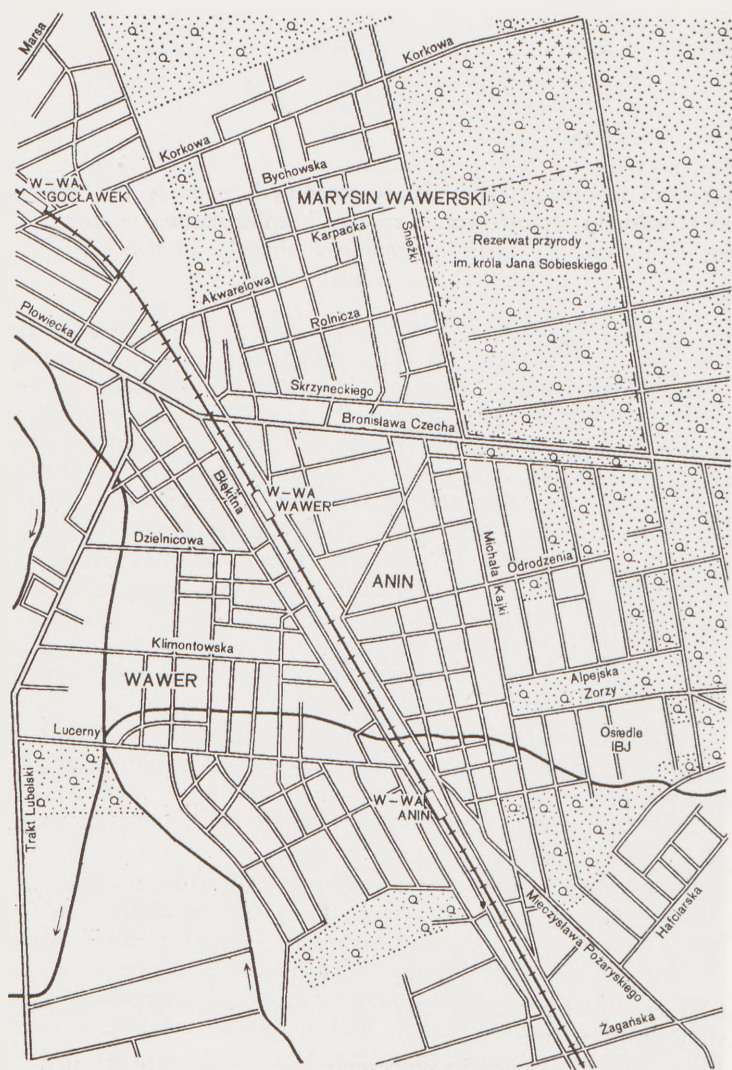 Marsa
Korkowa
Korkowa
W-WA
GOCŁAWEK
Bychowska
MARYSIN WAWERSKI
Karpacka
Śnieżki
Rezerwat przyrody
im. króla Jana Sobieskiego
Akwarelowa
Płowiecka
Rolnicza
Skrzyneckiego
Bronisława Czecha
Błękitna
W-WA
WAWER
Dzielnicowa
Michała Kajki
Odrodzenia
ANIN
Klimontowska
WAWER
Alpejska
Zorzy
Lucerny
Osiedle
IBJ
Trakt Lubelski
W-WA
ANIN
Mieczysława Pożaryskiego
Hafciarska
Żagańska